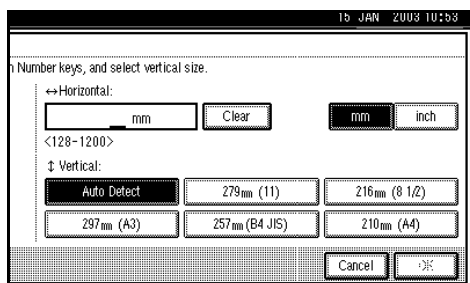 15 JAN 2003 10:53
n Number keys, and select vertical size.
↔Horizontal:
mm Clear mm inch
<128-1200>
↕ Vertical:
Auto Detect 279mm (11) 216mm (8 1/2)
297mm (A3) 257mm (B4 JIS) 210mm (A4)
Cancel OK